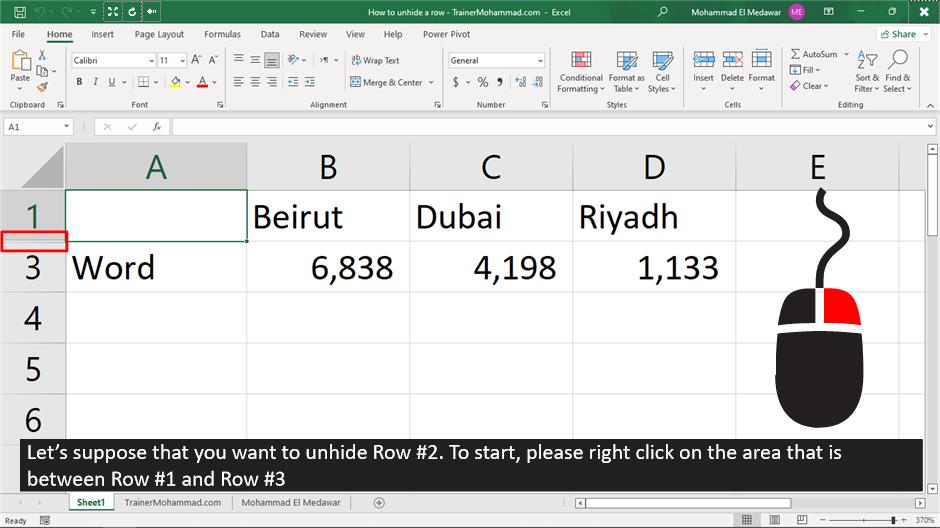 How to unhide a row - TrainerMohammad.com - Excel
Mohammad El Medawar ME
File Home Insert Page Layout Formulas Data Review View Help Power Pivot Share
Paste
Calibri 11 A A
B I U A
Wrap Text
Merge & Center
General
$ %
Conditional Formatting
Format as Table
Cell Styles
Insert Delete Format
AutoSum
Fill
Clear
Sort & Filter
Find & Select
Clipboard Font Alignment Number Styles Cells Editing
A1 fx
A B C D E
1 Beirut Dubai Riyadh
3 Word 6,838 4,198 1,133
4
5
6
Let’s suppose that you want to unhide Row #2. To start, please right click on the area that is
between Row #1 and Row #3
Sheet1 TrainerMohammad.com Mohammad El Medawar
Ready 370%